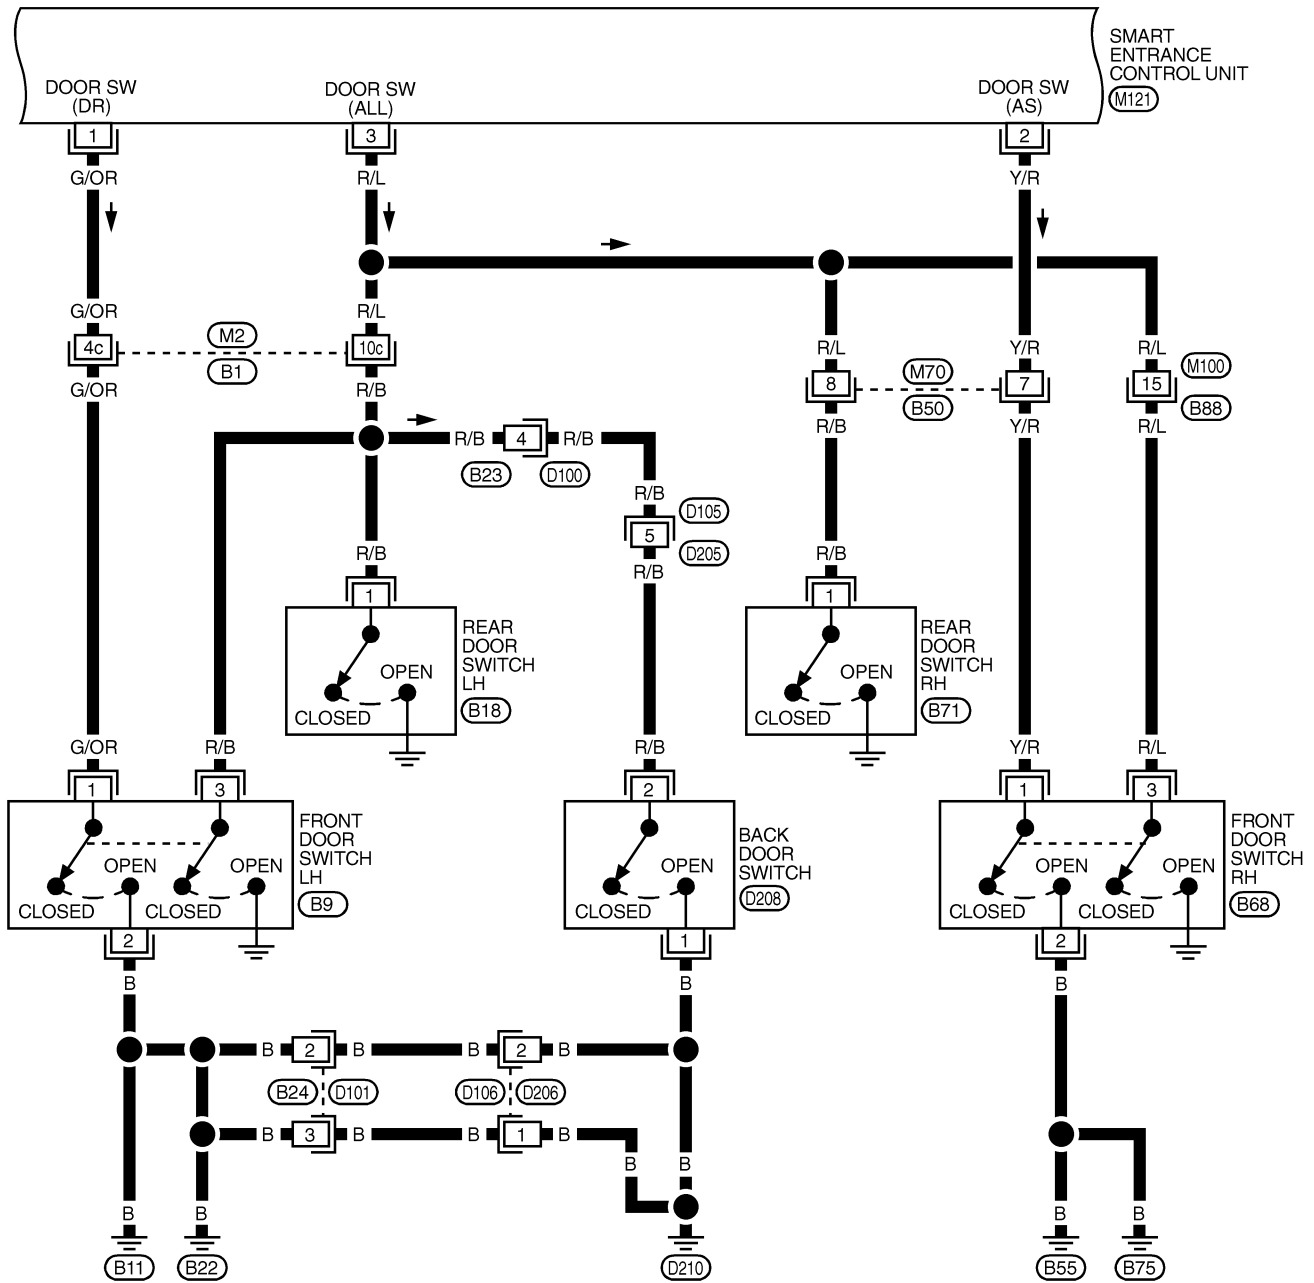 SMART
ENTRANCE
CONTROL UNIT
M121
DOOR SW
(DR)
DOOR SW
(ALL)
DOOR SW
(AS)
1
3
2
G/OR
R/L
Y/R
G/OR
R/L
4c
M2
B1
10c
G/OR
R/B
R/L
Y/R
R/L
8
M70
B50
7
15
M100
B88
R/B
Y/R
R/L
R/B
4
R/B
B23
D100
R/B
D105
5
D205
R/B
R/B
R/B
1
OPEN
CLOSED
REAR
DOOR
SWITCH
LH
B18
1
OPEN
CLOSED
REAR
DOOR
SWITCH
RH
B71
G/OR
R/B
R/B
Y/R
R/L
1
3
OPEN
OPEN
CLOSED
CLOSED
2
FRONT
DOOR
SWITCH
LH
B9
2
OPEN
CLOSED
1
BACK
DOOR
SWITCH
D208
1
3
OPEN
OPEN
CLOSED
CLOSED
2
FRONT
DOOR
SWITCH
RH
B68
B
B
B
B
2
B
B
2
B
B24
D101
D106
D206
B
3
B
B
1
B
B
B
B
B
B
B
B11
B22
D210
B55
B75